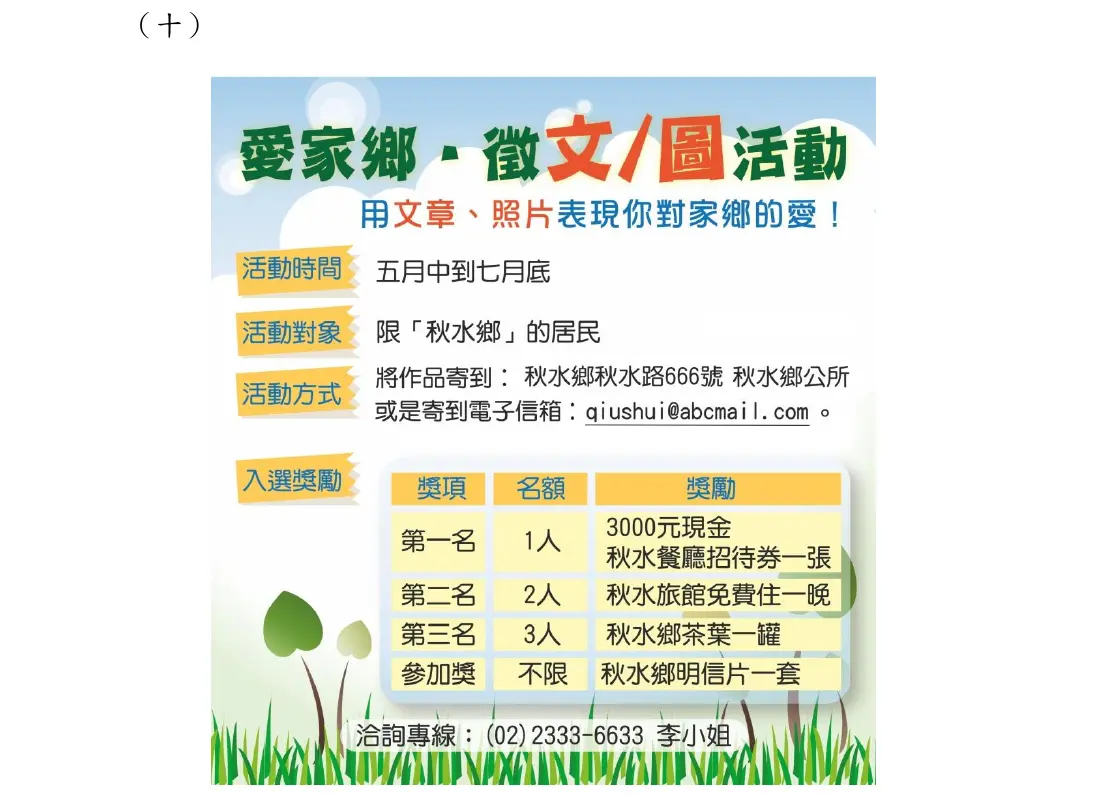 （十）
愛家鄉・徵文/圖活動
用文章、照片表現你對家鄉的愛！
活動時間 五月中到七月底
活動對象 限「秋水鄉」的居民
活動方式 將作品寄到： 秋水鄉秋水路666號 秋水鄉公所
或是寄到電子信箱：qiushui@abcmail.com 。
入選獎勵
獎項 名額 獎勵
第一名 1人 3000元現金
秋水餐廳招待券一張
第二名 2人 秋水旅館免費住一晚
第三名 3人 秋水鄉茶葉一罐
參加獎 不限 秋水鄉明信片一套
洽詢專線：(02)2333-6633 李小姐